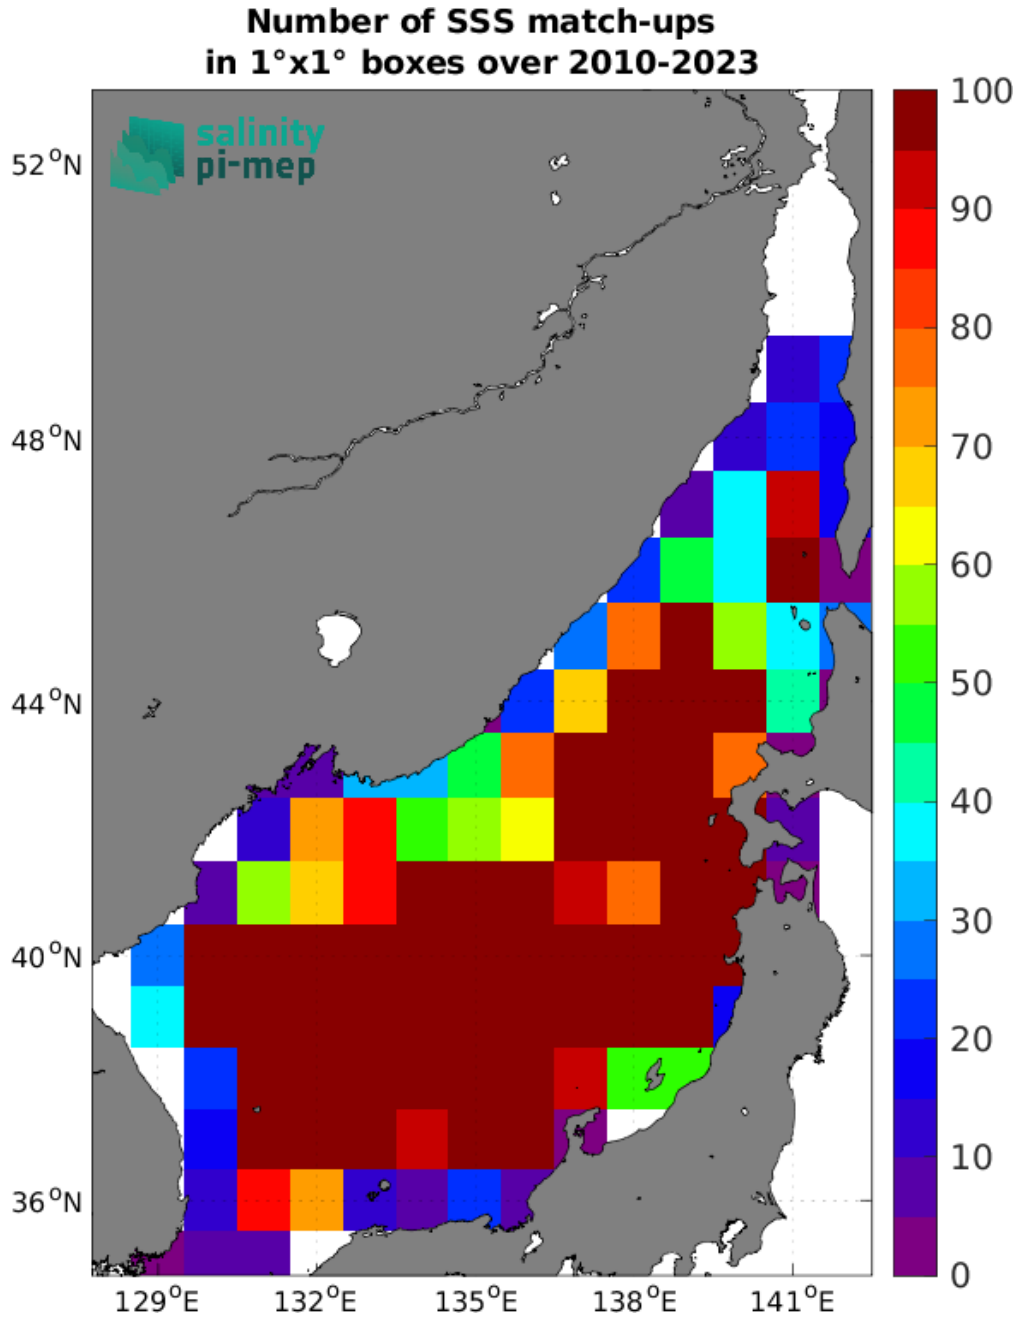 Number of SSS match-ups
in 1°x1° boxes over 2010-2023
salinity
pi-mep
52°N
48°N
44°N
40°N
36°N
129°E 132°E 135°E 138°E 141°E
100
90
80
70
60
50
40
30
20
10
0